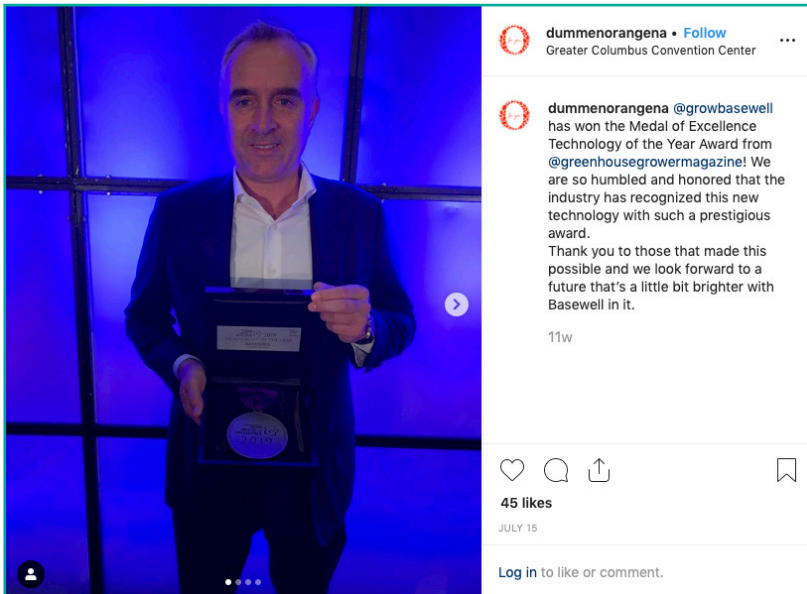 dummenorangena • Follow
Greater Columbus Convention Center
dummenorangena @growbasewell
has won the Medal of Excellence
Technology of the Year Award from
@greenhousegrowermagazine! We
are so humbled and honored that the
industry has recognized this new
technology with such a prestigious
award.
Thank you to those that made this
possible and we look forward to a
future that's a little bit brighter with
Basewell in it.
11w
45 likes
JULY 15
Log in to like or comment.